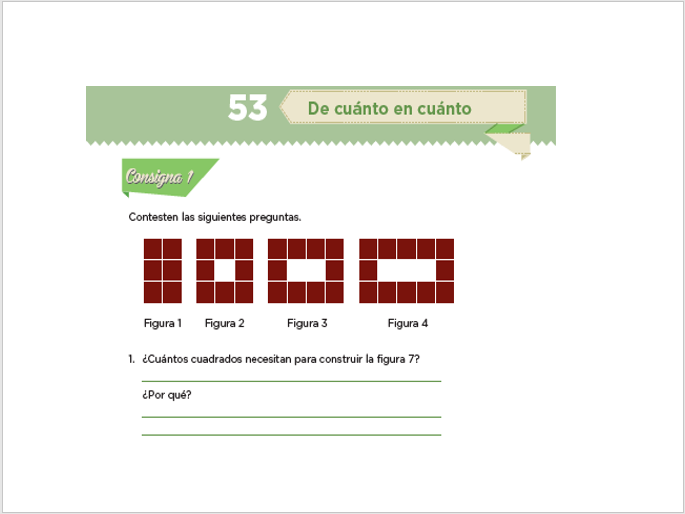 53
De cuánto en cuánto
Consigna 1
Contesten las siguientes preguntas.
Figura 1
Figura 2
Figura 3
Figura 4
1. ¿Cuántos cuadrados necesitan para construir la figura 7?
¿Por qué?